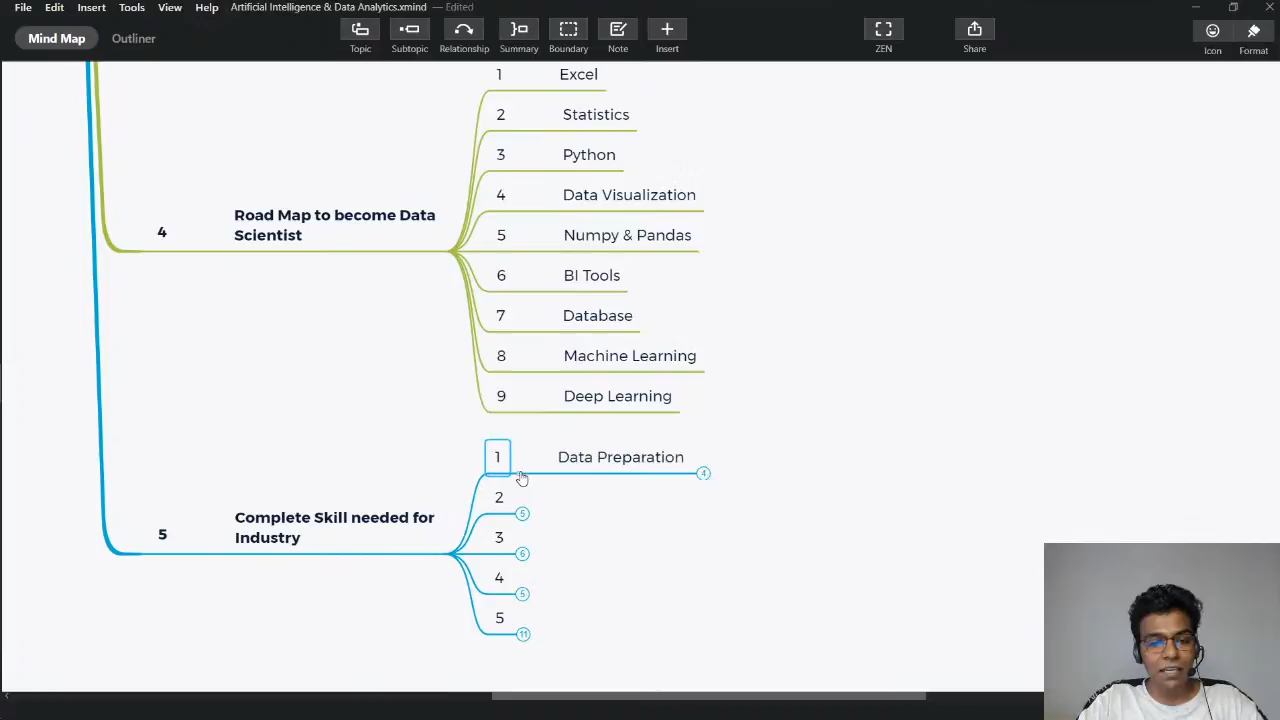 File Edit Insert Tools View Help Artificial Intelligence & Data Analytics.xmind — Edited
Mind Map Outliner
Topic Subtopic Relationship Summary Boundary Note Insert ZEN Share Icon Format
1 Excel
2 Statistics
3 Python
4 Data Visualization
5 Numpy & Pandas
6 BI Tools
7 Database
8 Machine Learning
9 Deep Learning
4 Road Map to become Data
Scientist
1 Data Preparation 4
2 5
3 6
4 5
5 11
5 Complete Skill needed for
Industry